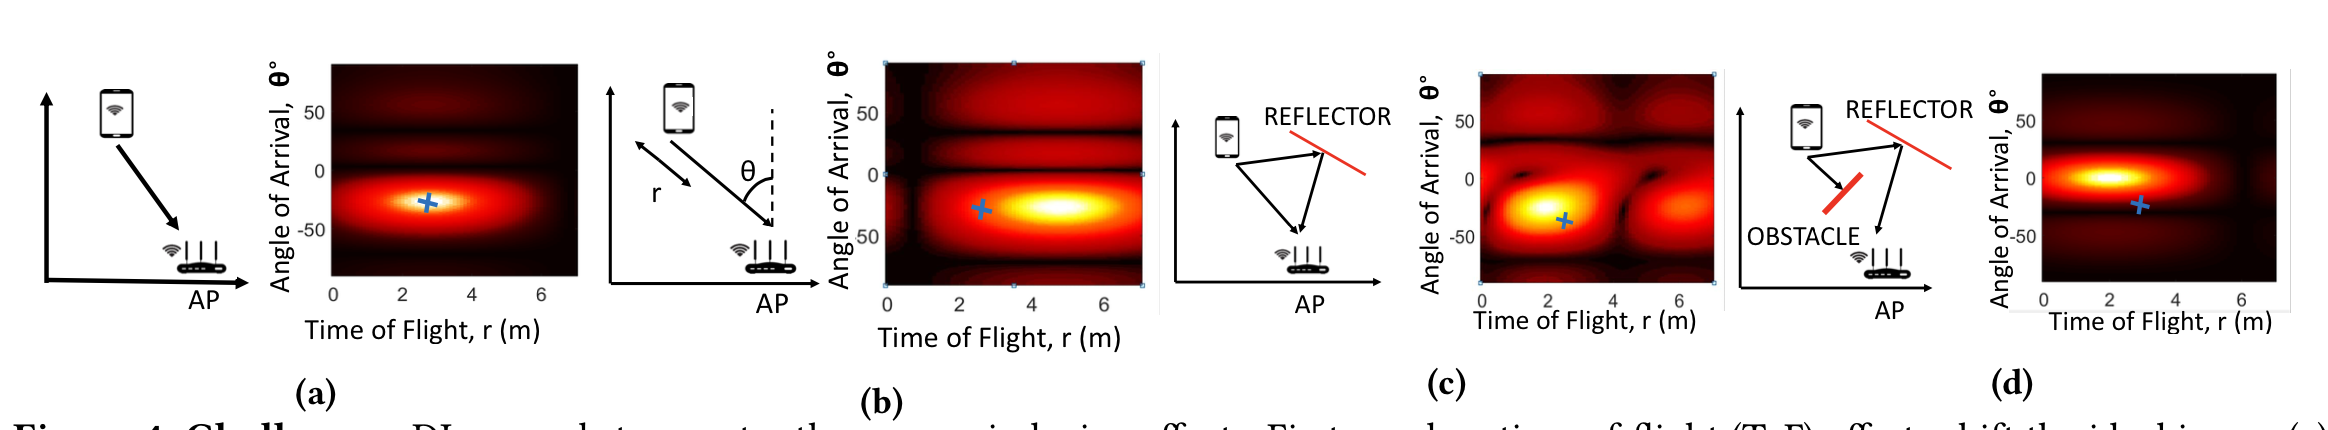 AP
θ°
Angle of Arrival,
50
0
-50
0 2 4 6
Time of Flight, r (m)
(a)
r
θ
AP
θ°
Angle of Arrival,
50
0
50
0 2 4 6
Time of Flight, r (m)
(b)
REFLECTOR
AP
θ°
Angle of Arrival,
50
0
-50
0 2 4 6
Time of Flight, r (m)
(c)
REFLECTOR
OBSTACLE
AP
θ°
Angle of Arrival,
50
0
-50
0 2 4 6
Time of Flight, r (m)
(d)